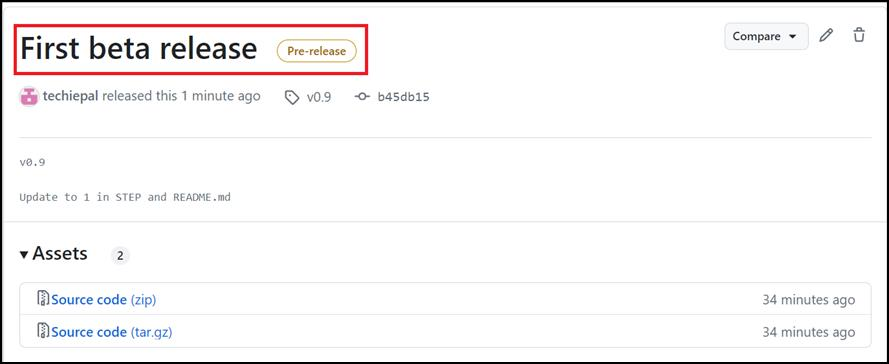 First beta release Pre-release Compare
techiepal released this 1 minute ago v0.9 b45db15
v0.9
Update to 1 in STEP and README.md
Assets 2
Source code (zip) 34 minutes ago
Source code (tar.gz) 34 minutes ago